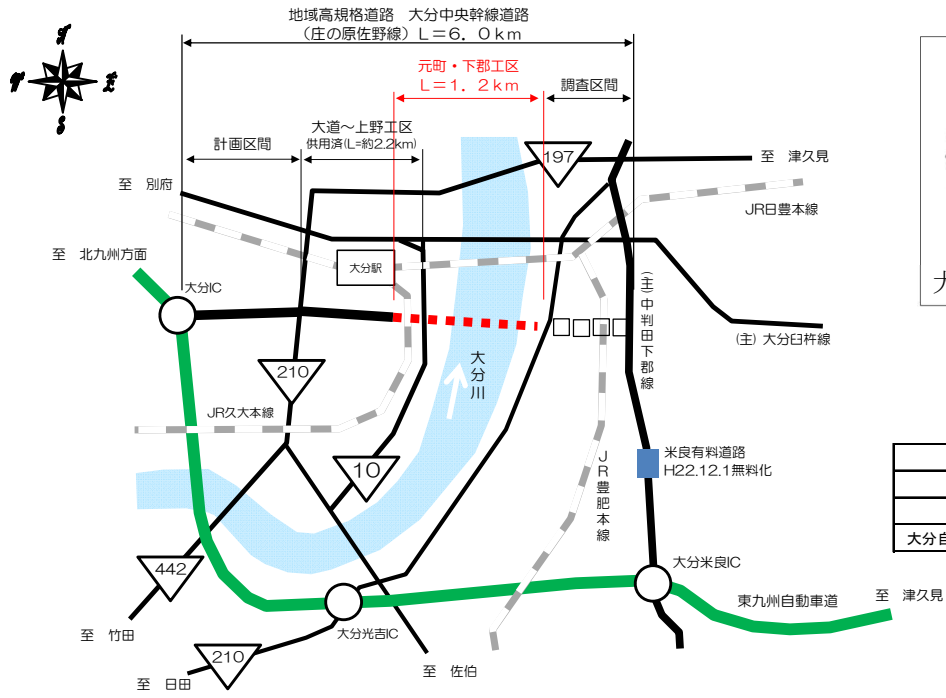 地域高規格道路 大分中央幹線道路
(庄の原佐野線) L=6.0km
元町・下郡工区
L=1.2km
調査区間
計画区間
大道~上野工区
供用済(L=約2.2km)
N
W
E
S
197
至 津久見
至 別府
JR日豊本線
至 北九州方面
大分駅
大分IC
(主)中判田下郡線
(主)大分臼杵線
大分川
210
JR久大本線
10
JR豊肥本線
米良有料道路
H22.12.1無料化
大分自
442
大分米良IC
東九州自動車道
至 津久見
大分光吉IC
至 竹田
210
至 佐伯
至 日田